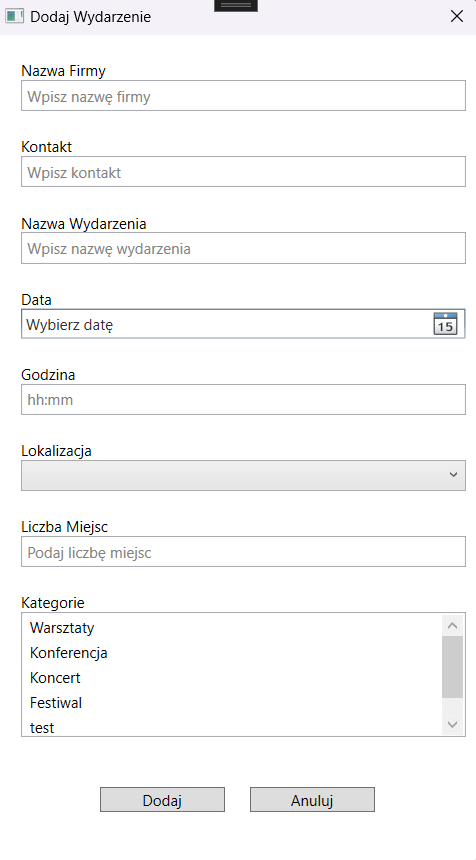 Dodaj Wydarzenie
Nazwa Firmy
Wpisz nazwę firmy
Kontakt
Wpisz kontakt
Nazwa Wydarzenia
Wpisz nazwę wydarzenia
Data
Wybierz datę 15
Godzina
hh:mm
Lokalizacja
Liczba Miejsc
Podaj liczbę miejsc
Kategorie
Warsztaty
Konferencja
Koncert
Festiwal
test
Dodaj Anuluj